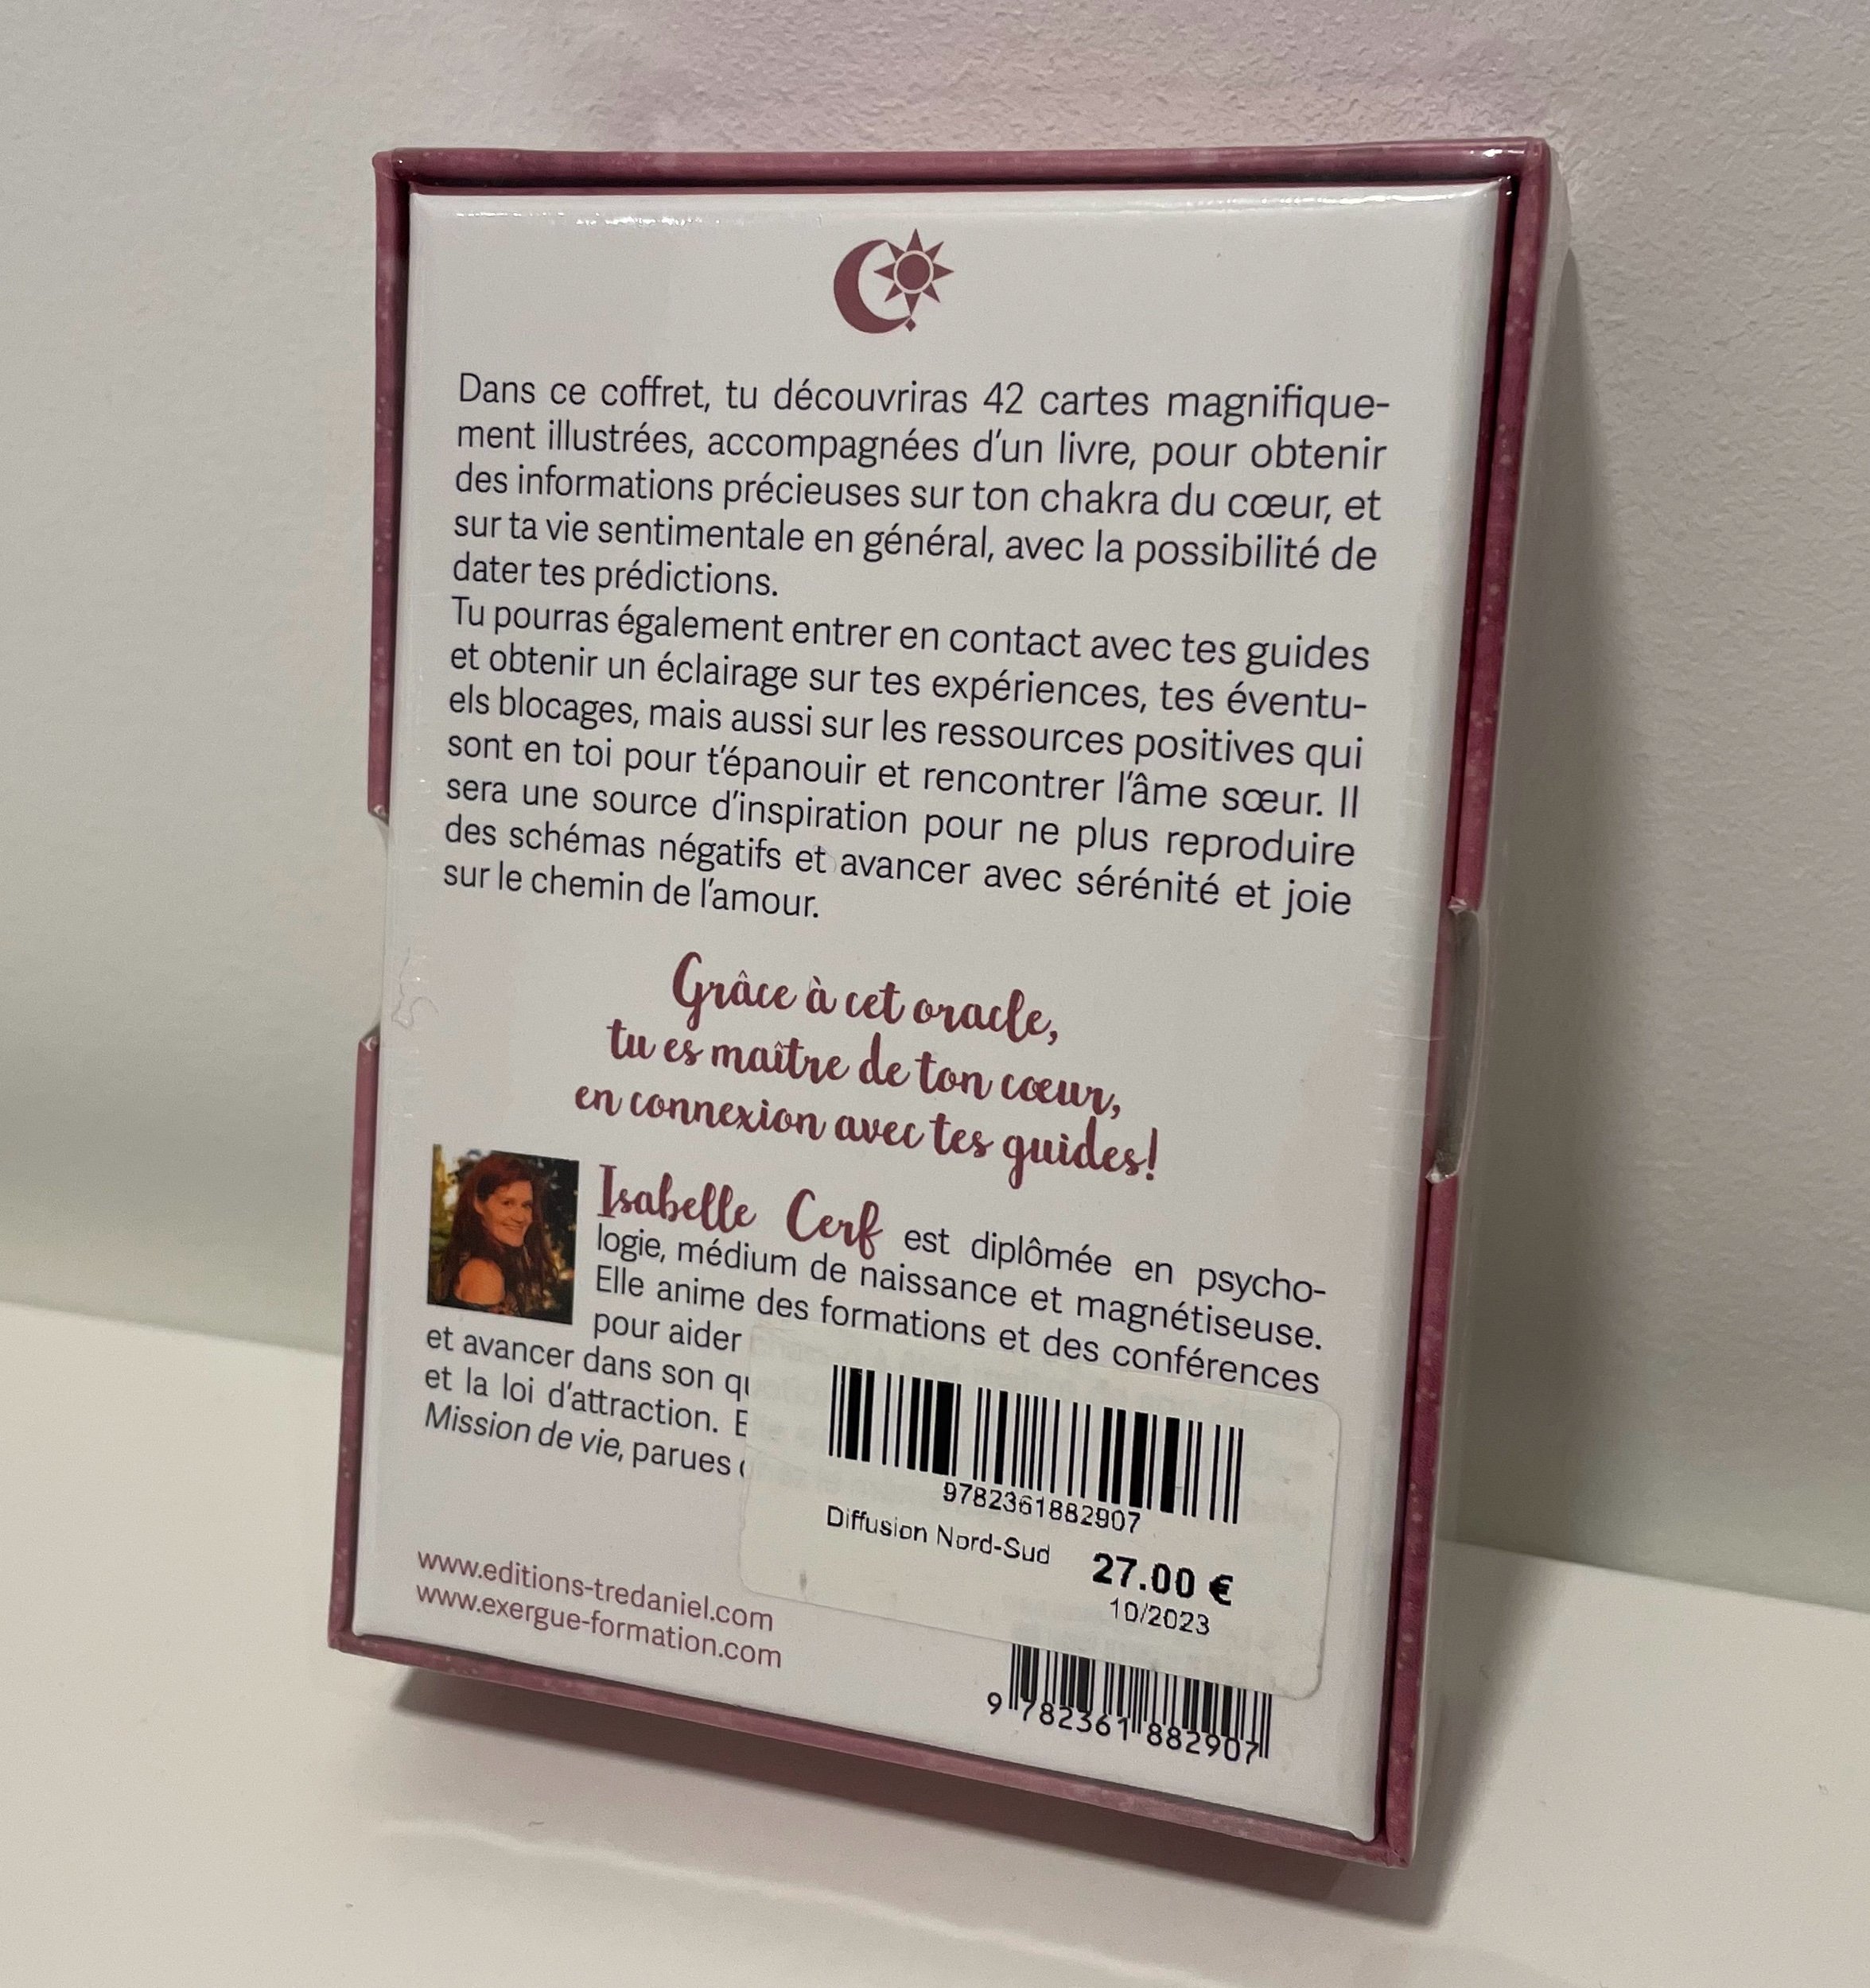 Dans ce coffret, tu découvriras 42 cartes magnifique-
ment illustrées, accompagnées d'un livre, pour obtenir
des informations précieuses sur ton chakra du cœur, et
sur ta vie sentimentale en général, avec la possibilité de
dater tes prédictions.
Tu pourras également entrer en contact avec tes guides
et obtenir un éclairage sur tes expériences, tes éventu-
els blocages, mais aussi sur les ressources positives qui
sont en toi pour t'épanouir et rencontrer l'âme sœur. Il
sera une source d'inspiration pour ne plus reproduire
des schémas négatifs et avancer avec sérénité et joie
sur le chemin de l'amour.
Grâce à cet oracle,
tu es maître de ton cœur,
en connexion avec tes guides!
Isabelle Cerf est diplômée en psycho-
logie, médium de naissance et magnétiseuse.
Elle anime des formations et des conférences
pour aider
et avancer dans son
et la loi d'attraction.
Mission de vie, parues
9782361882907
Diffusion Nord-Sud
27.00 €
10/2023
www.editions-tredaniel.com
www.exergue-formation.com
9 782361 882907